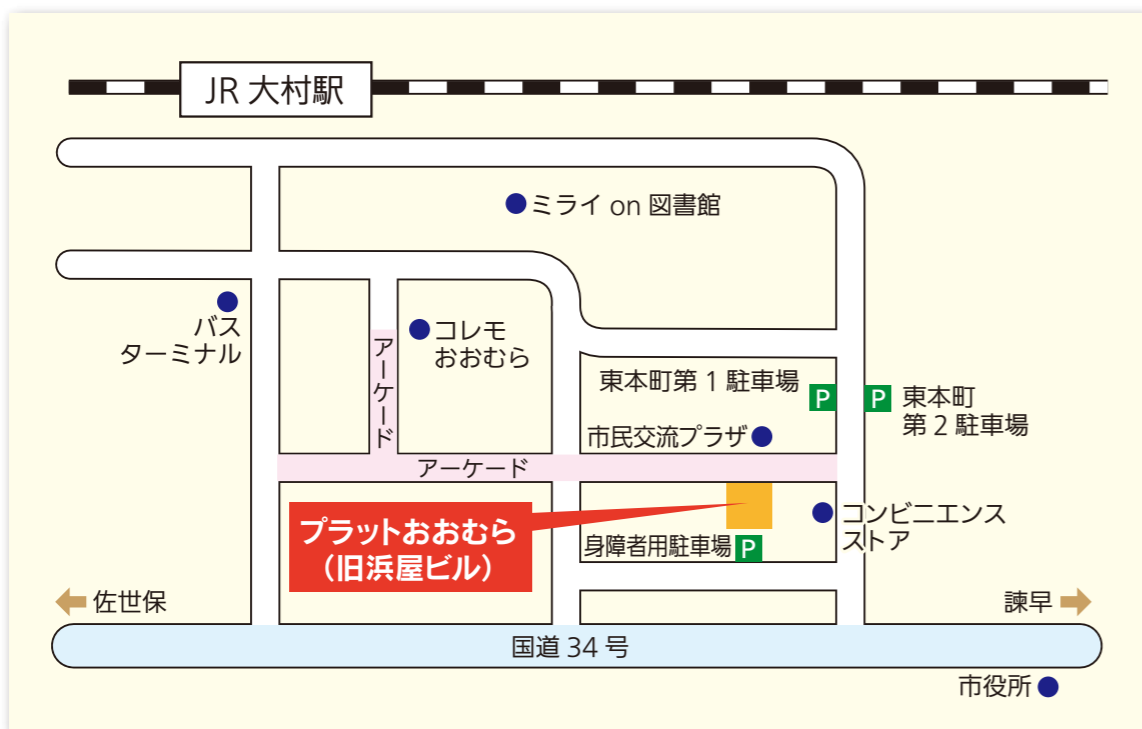 JR 大村駅
ミライ on 図書館
バス
ターミナル
コレモ
おおむら
アーケード
東本町第 1 駐車場
P
P
東本町
第 2 駐車場
市民交流プラザ
アーケード
プラットおおむら
（旧浜屋ビル）
身障者用駐車場
P
コンビニエンス
ストア
佐世保
諫早
国道 34 号
市役所